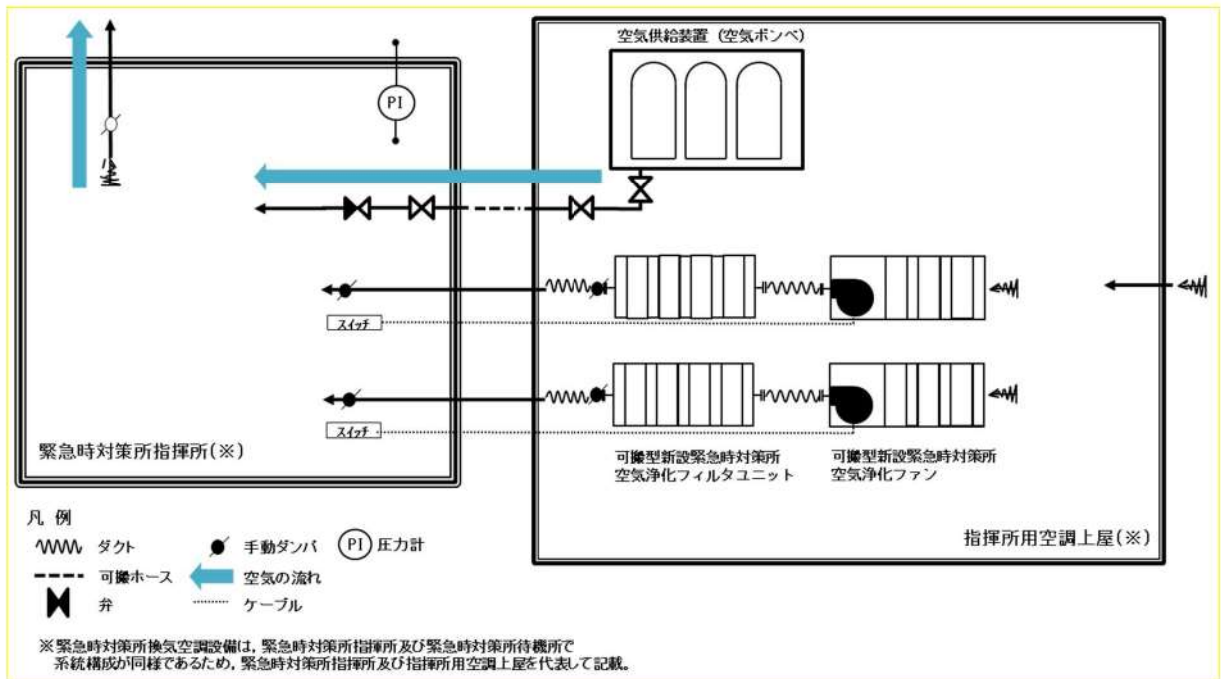 空気供給装置（空気ボンベ）
PI
スイッチ
スイッチ
緊急時対策所指揮所(※)
可搬型新設緊急時対策所
空気浄化フィルタユニット
可搬型新設緊急時対策所
空気浄化ファン
指揮所用空調上屋(※)
凡 例
ダクト
手動ダンパ
PI 圧力計
可搬ホース
空気の流れ
弁
ケーブル
※緊急時対策所換気空調設備は，緊急時対策所指揮所及び緊急時対策所待機所で
系統構成が同様であるため，緊急時対策所指揮所及び指揮所用空調上屋を代表して記載。